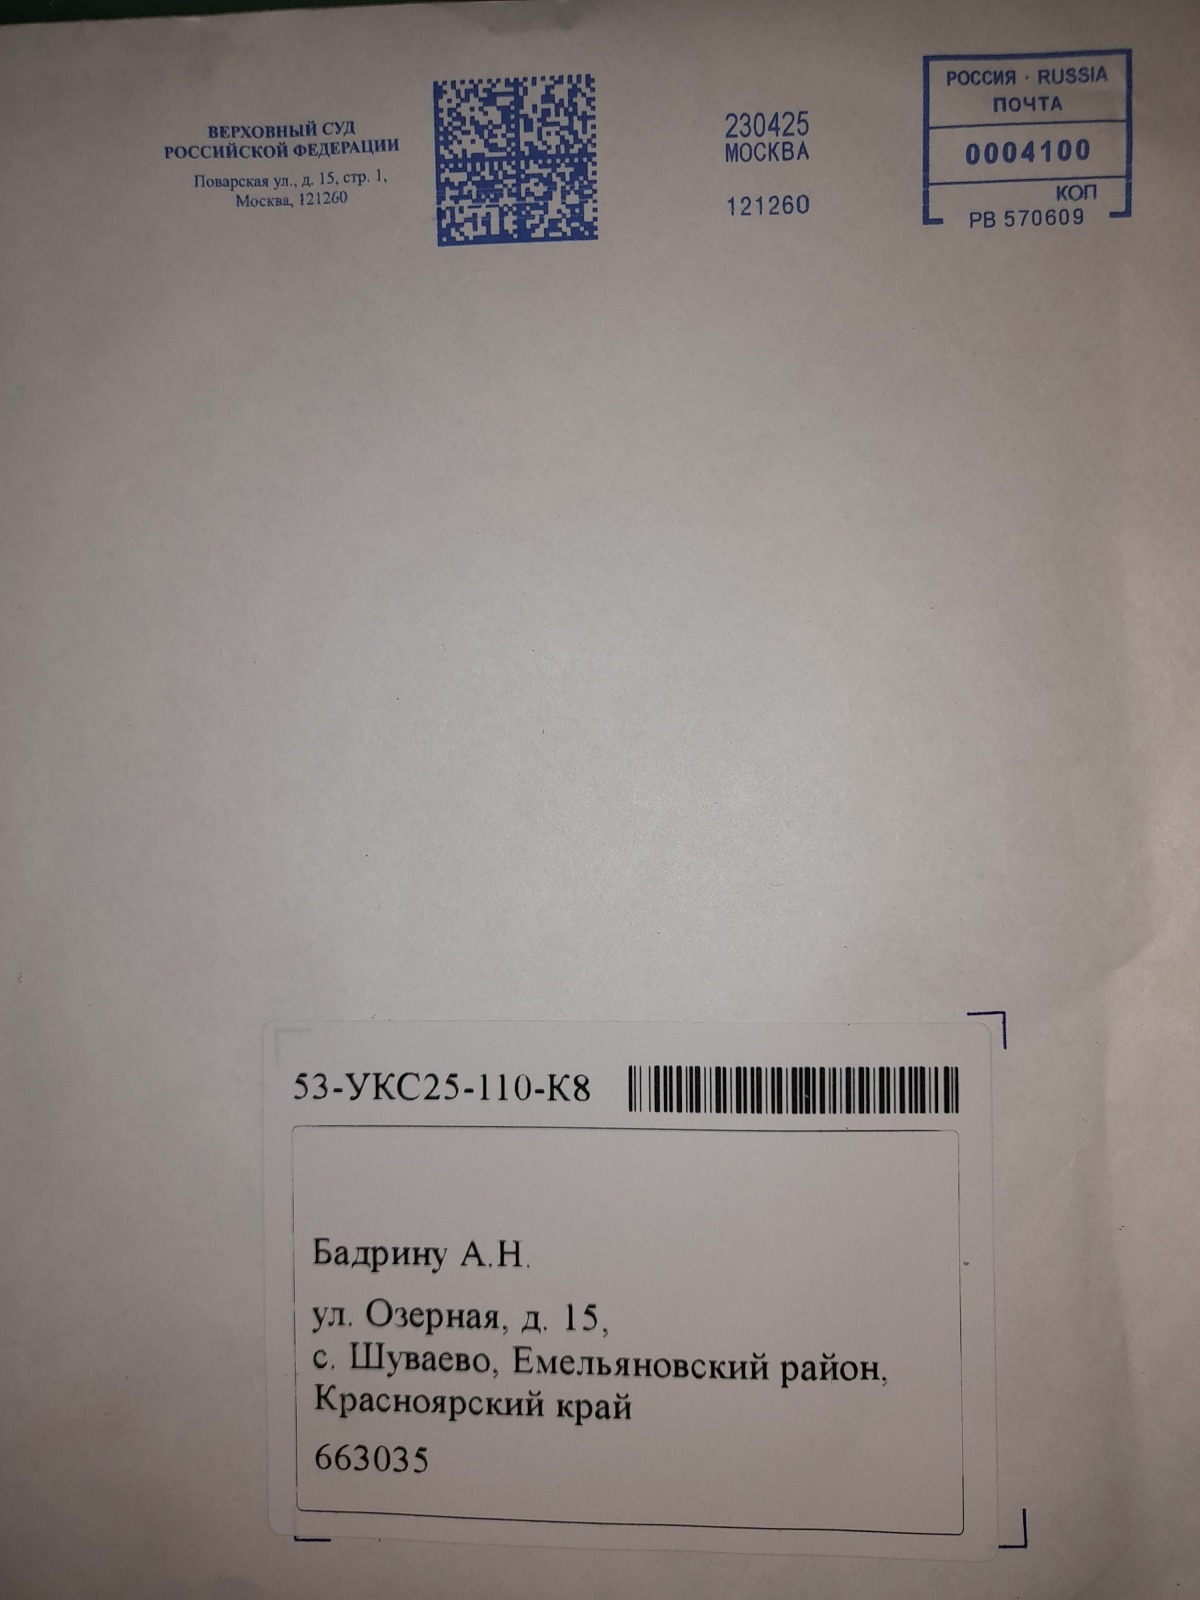 ВЕРХОВНЫЙ СУД
РОССИЙСКОЙ ФЕДЕРАЦИИ
Поварская ул., д. 15, стр. 1,
Москва, 121260
230425
МОСКВА
121260
РОССИЯ · RUSSIA
ПОЧТА
0004100
КОП
РВ 570609
53-УКС25-110-К8
Бадрину А.Н.
ул. Озерная, д. 15,
с. Шуваево, Емельяновский район,
Красноярский край
663035